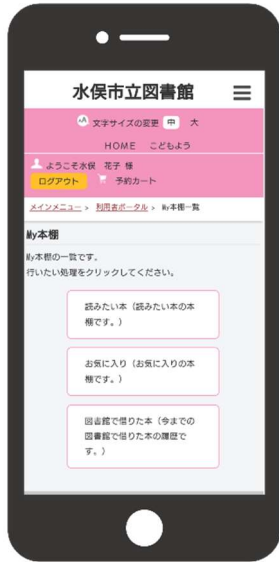 水俣市立図書館
文字サイズの変更 中 大
HOME こどもよう
ようこそ水俣 花子 様
ログアウト 予約カート
メインメニュー > 利用者ポータル > My本棚一覧
My本棚
My本棚の一覧です。
行いたい処理をクリックしてください。
読みたい本（読みたい本の本
棚です。）
お気に入り（お気に入りの本
棚です。）
図書館で借りた本（今までの
図書館で借りた本の履歴で
す。）